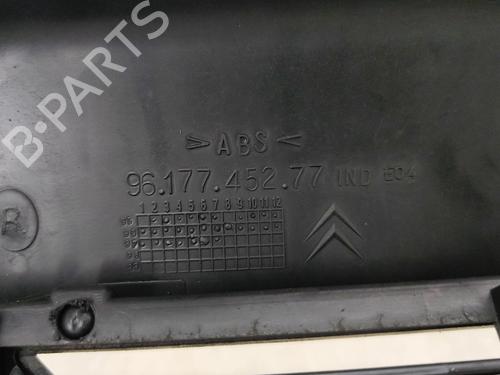 B-PARTS
> ABS <
96.177.452.77 IND E04
1 2 3 4 5 6 7 8 9 10 11 12
R